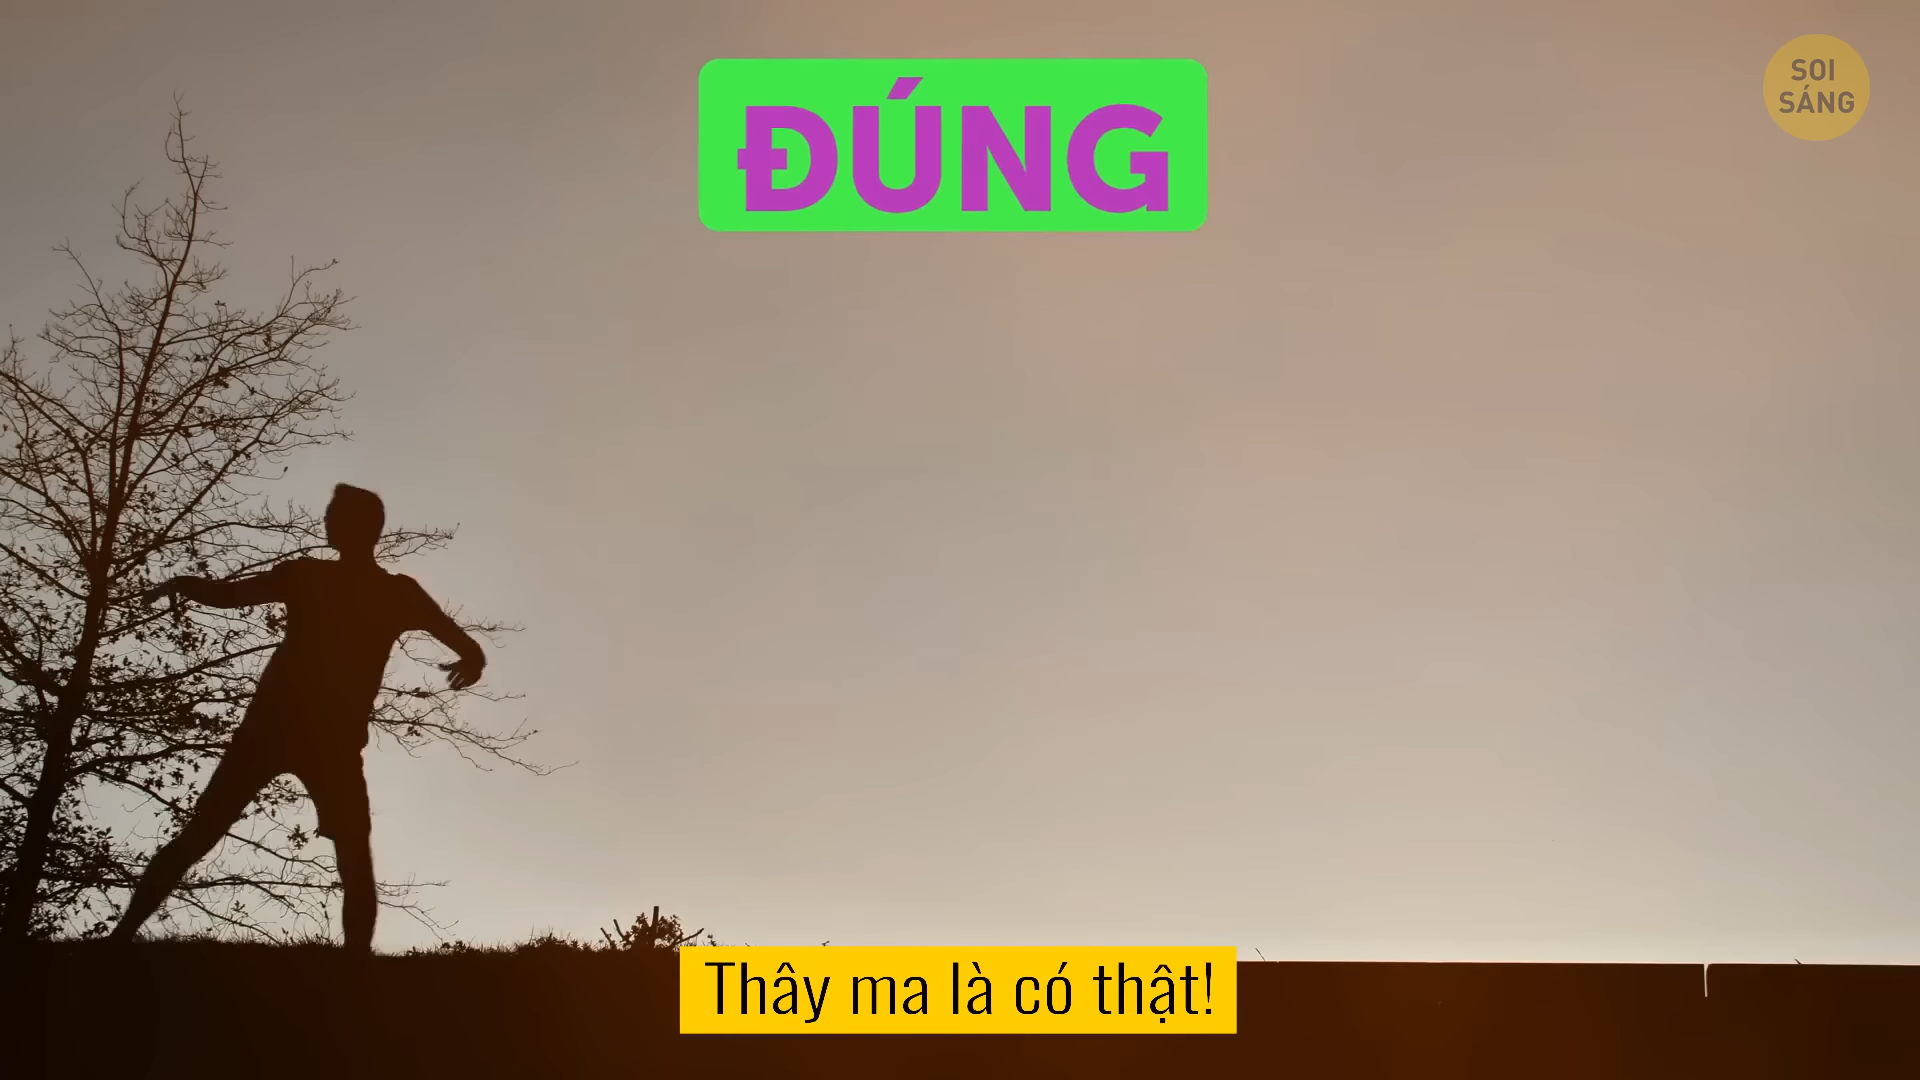 SOI
SÁNG
ĐÚNG
Thây ma là có thật!